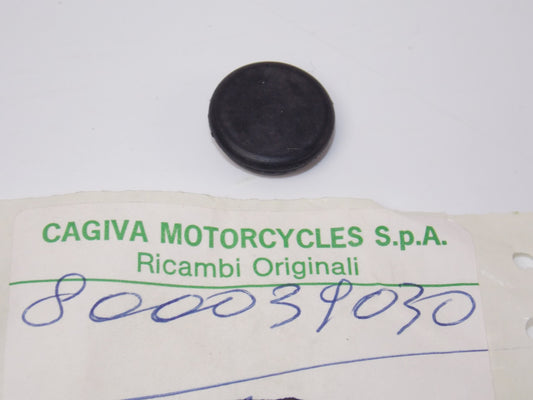 CAGIVA MOTORCYCLES S.p.A.
Ricambi Originali
800039030